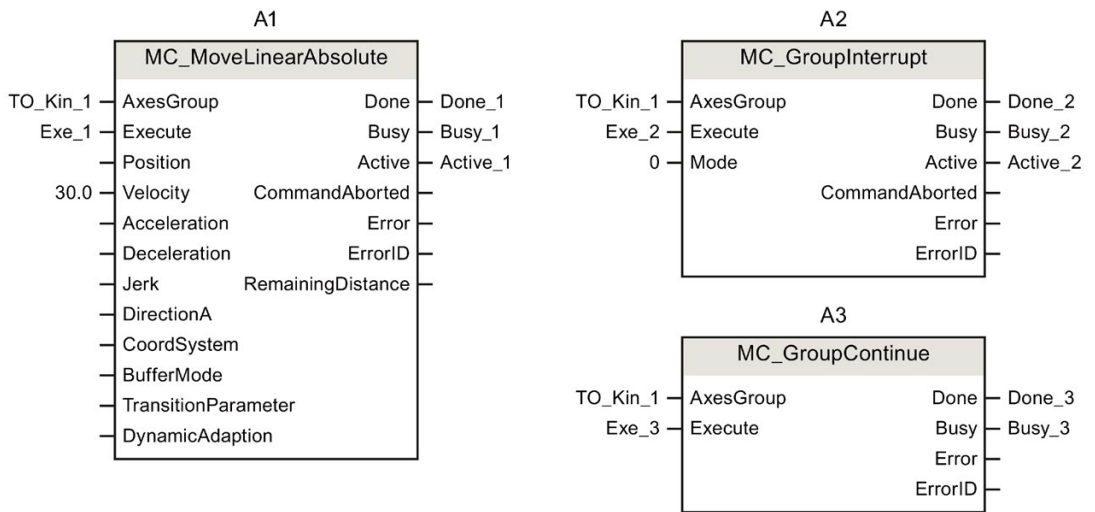 A1
MC_MoveLinearAbsolute
TO_Kin_1 AxesGroup Done Done_1
Exe_1 Execute Busy Busy_1
Position Active Active_1
30.0 Velocity CommandAborted
Acceleration Error
Deceleration ErrorID
Jerk RemainingDistance
DirectionA
CoordSystem
BufferMode
TransitionParameter
DynamicAdaption
A2
MC_GroupInterrupt
TO_Kin_1 AxesGroup Done Done_2
Exe_2 Execute Busy Busy_2
0 Mode Active Active_2
CommandAborted
Error
ErrorID
A3
MC_GroupContinue
TO_Kin_1 AxesGroup Done Done_3
Exe_3 Execute Busy Busy_3
Error
ErrorID